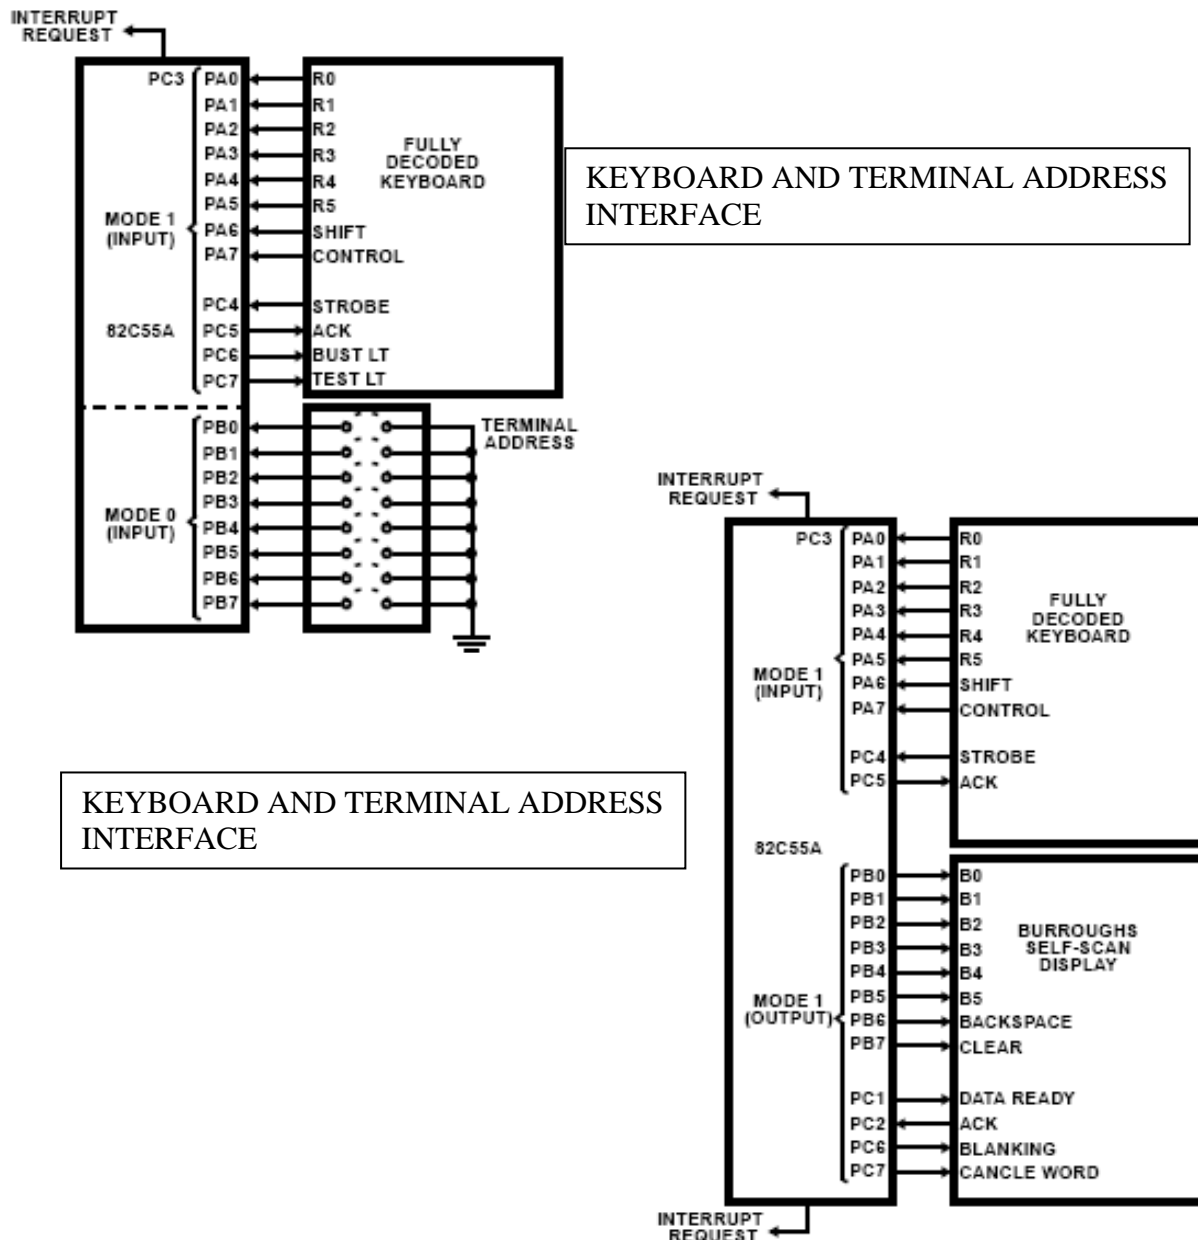 INTERRUPT
REQUEST
PC3 PA0 R0
PA1 R1
PA2 R2
PA3 R3
PA4 R4
PA5 R5
PA6 SHIFT
PA7 CONTROL
FULLY
DECODED
KEYBOARD
MODE 1
(INPUT)
PC4 STROBE
82C55A PC5 ACK
PC6 BUST LT
PC7 TEST LT
PB0
PB1
PB2
PB3
PB4
PB5
PB6
PB7
MODE 0
(INPUT)
TERMINAL
ADDRESS
KEYBOARD AND TERMINAL ADDRESS
INTERFACE
KEYBOARD AND TERMINAL ADDRESS
INTERFACE
INTERRUPT
REQUEST
PC3 PA0 R0
PA1 R1
PA2 R2
PA3 R3
PA4 R4
PA5 R5
PA6 SHIFT
PA7 CONTROL
FULLY
DECODED
KEYBOARD
MODE 1
(INPUT)
PC4 STROBE
PC5 ACK
82C55A
PB0 B0
PB1 B1
PB2 B2
PB3 B3
PB4 B4
PB5 B5
PB6 BACKSPACE
PB7 CLEAR
BURROUGHS
SELF-SCAN
DISPLAY
MODE 1
(OUTPUT)
PC1 DATA READY
PC2 ACK
PC6 BLANKING
PC7 CANCLE WORD
INTERRUPT
REQUEST